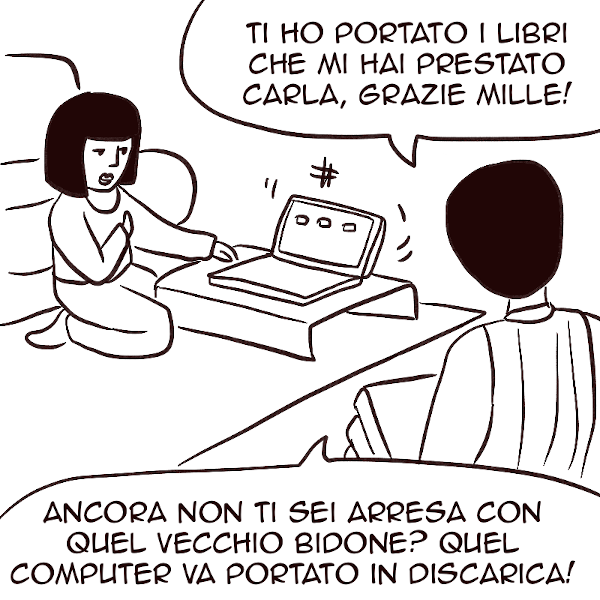 TI HO PORTATO I LIBRI
CHE MI HAI PRESTATO
CARLA, GRAZIE MILLE!
#
ANCORA NON TI SEI ARRESA CON
QUEL VECCHIO BIDONE? QUEL
COMPUTER VA PORTATO IN DISCARICA!